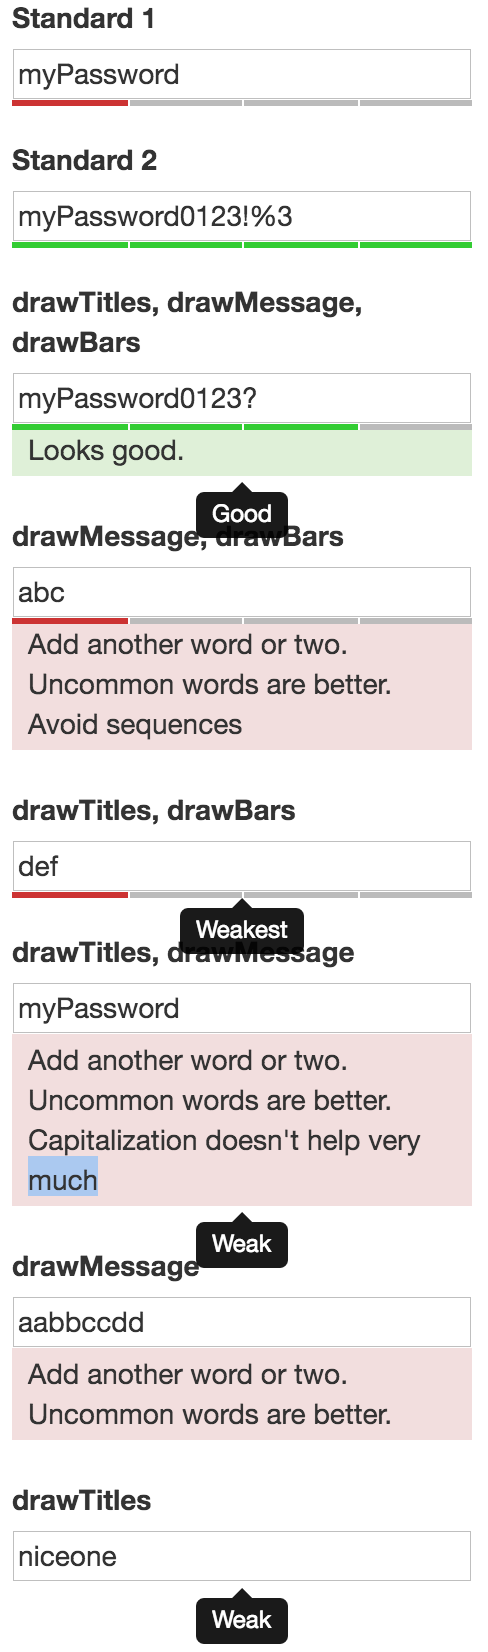 Standard 1
myPassword
Standard 2
myPassword0123!%3
drawTitles, drawMessage,
drawBars
myPassword0123?
Looks good.
Good
drawMessage, drawBars
abc
Add another word or two.
Uncommon words are better.
Avoid sequences
drawTitles, drawBars
def
Weakest
drawTitles, drawMessage
myPassword
Add another word or two.
Uncommon words are better.
Capitalization doesn't help very
much
Weak
drawMessage
aabbccdd
Add another word or two.
Uncommon words are better.
drawTitles
niceone
Weak